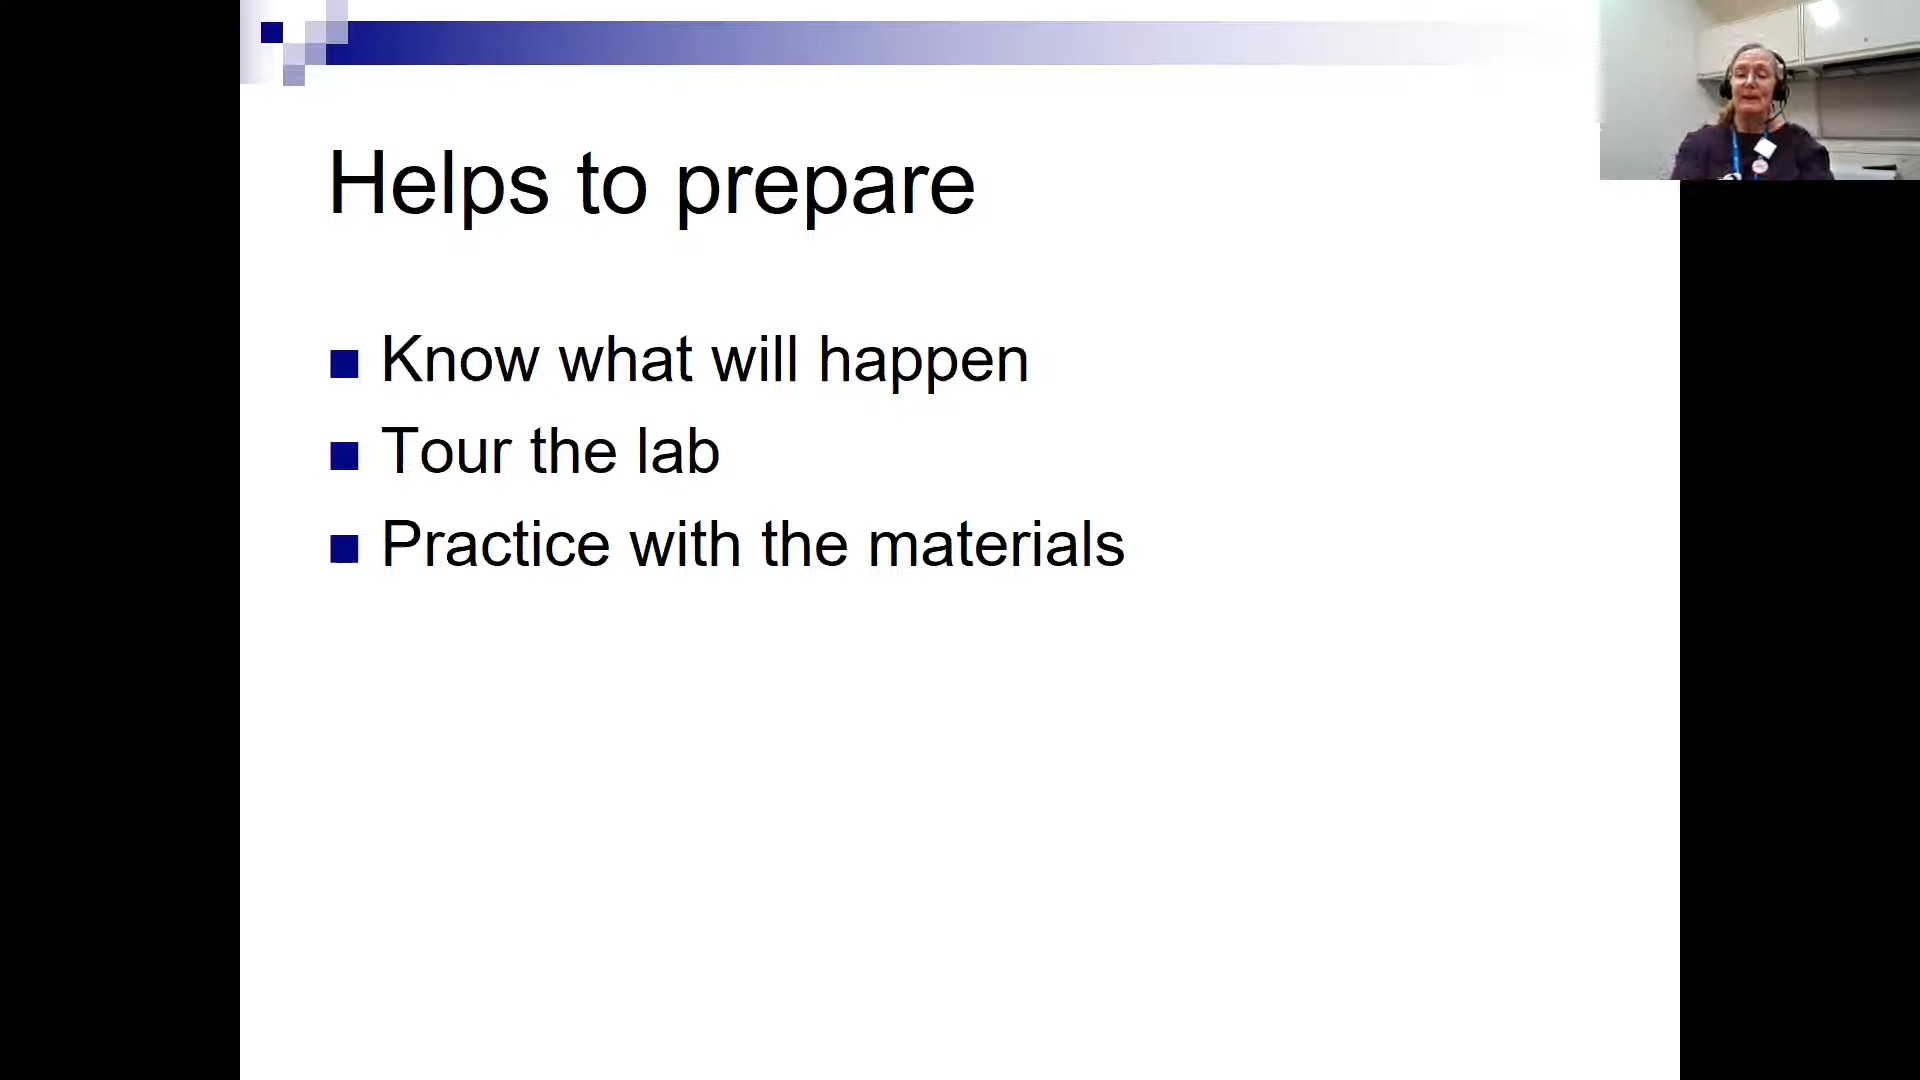 Helps to prepare
Know what will happen
Tour the lab
Practice with the materials